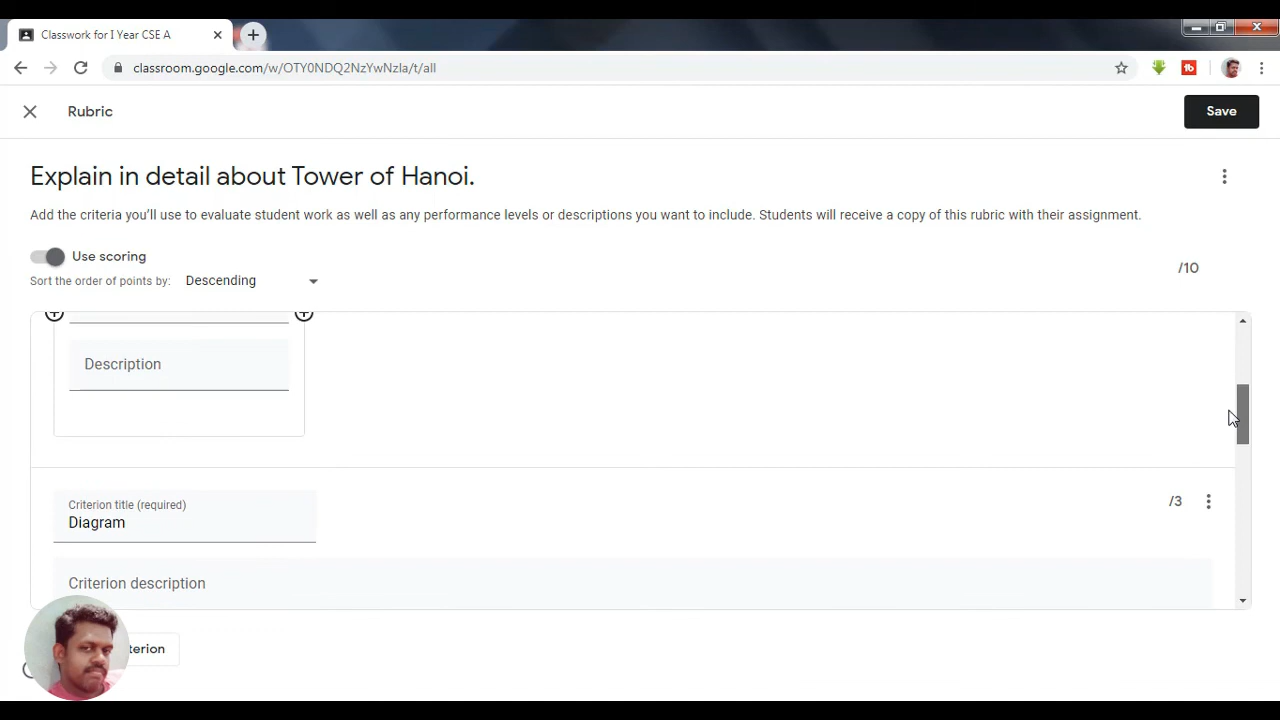 Classwork for I Year CSE A
classroom.google.com/w/OTY0NDQ2NzYwNzla/t/all
Rubric
Save
Explain in detail about Tower of Hanoi.
Add the criteria you'll use to evaluate student work as well as any performance levels or descriptions you want to include. Students will receive a copy of this rubric with their assignment.
Use scoring
/10
Sort the order of points by: Descending
Description
Criterion title (required)
/3
Diagram
Criterion description
terion